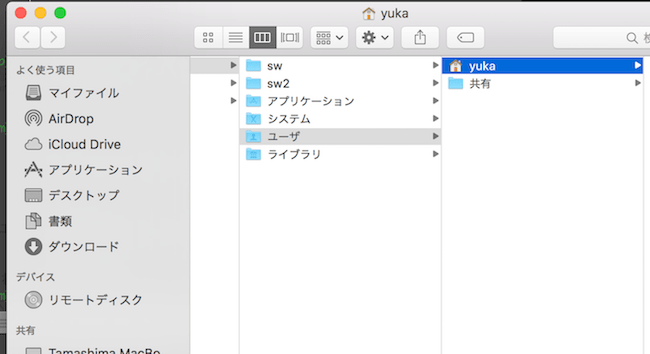 yuka
よく使う項目
マイファイル
AirDrop
iCloud Drive
アプリケーション
デスクトップ
書類
ダウンロード
デバイス
リモートディスク
共有
sw
sw2
アプリケーション
システム
ユーザ
ライブラリ
yuka
共有